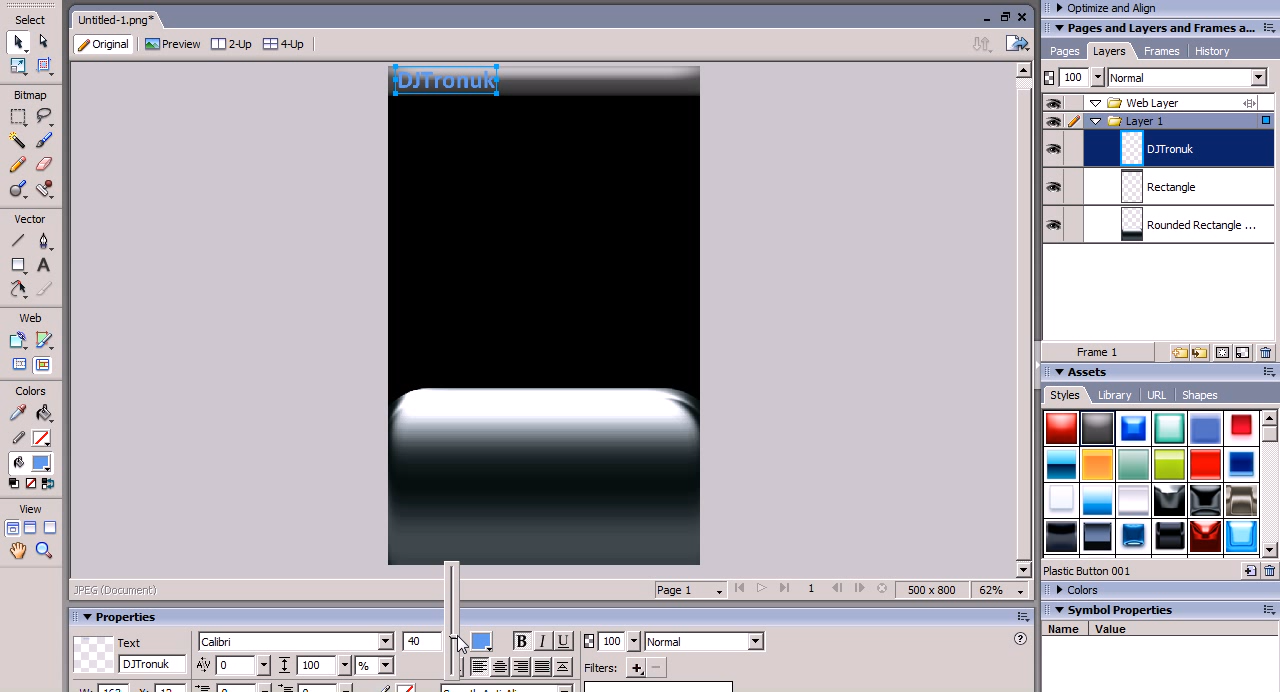 Select
Bitmap
Vector
Web
Colors
View
Untitled-1.png*
Original
Preview
2-Up
4-Up
DJTronuk
JPEG (Document)
Page 1
1
500 x 800
62%
Properties
Text
DJTronuk
Calibri
40
B I U
100
Normal
0
100
%
Filters:
Optimize and Align
Pages and Layers and Frames a...
Pages
Layers
Frames
History
100
Normal
Web Layer
Layer 1
DJTronuk
Rectangle
Rounded Rectangle ...
Frame 1
Assets
Styles
Library
URL
Shapes
Plastic Button 001
Colors
Symbol Properties
Name
Value